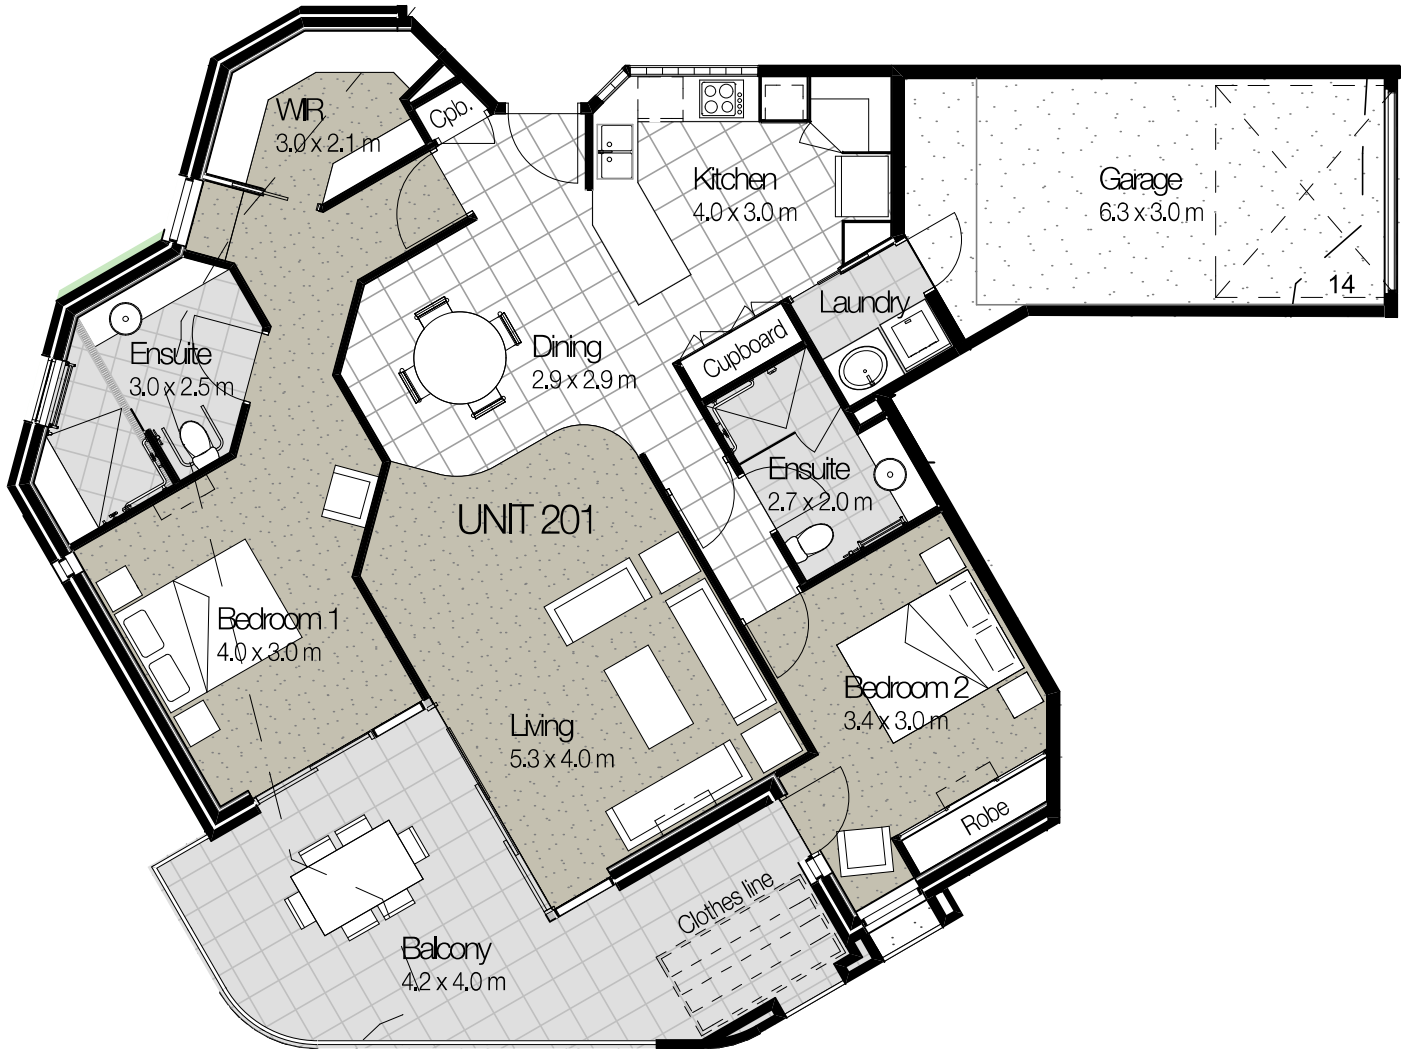 WIR
3.0 x 2.1 m
Cpb.
Kitchen
4.0 x 3.0 m
Garage
6.3 x 3.0 m
14
Laundry
Ensuite
3.0 x 2.5 m
Dining
2.9 x 2.9 m
Cupboard
Ensuite
2.7 x 2.0 m
UNIT 201
Bedroom 1
4.0 x 3.0 m
Bedroom 2
3.4 x 3.0 m
Living
5.3 x 4.0 m
Robe
Clothes line
Balcony
4.2 x 4.0 m